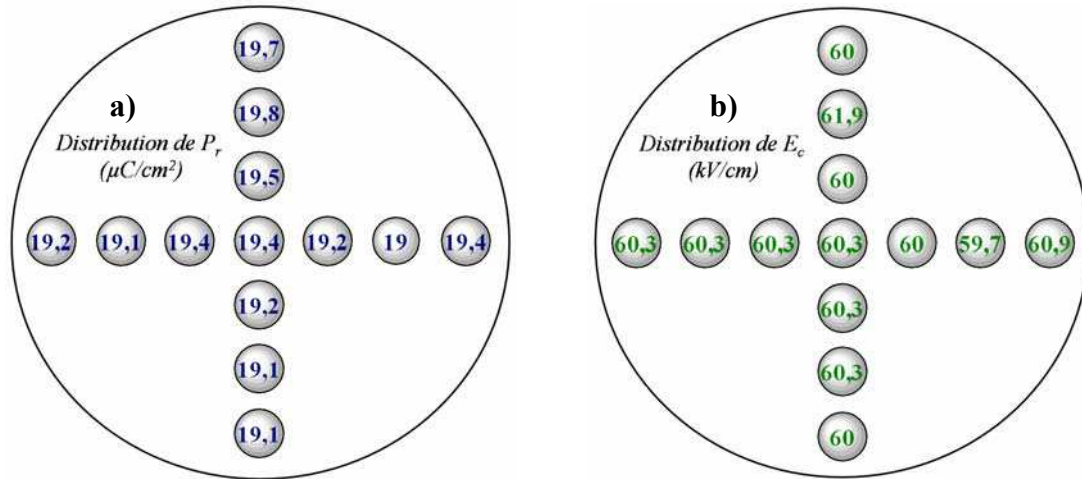 19,7
a)
19,8
Distribution de Pr
(µC/cm²)
19,5
19,2 19,1 19,4 19,4 19,2 19 19,4
19,2
19,1
19,1
60
b)
61,9
Distribution de Ec
(kV/cm)
60
60,3 60,3 60,3 60,3 60 59,7 60,9
60,3
60,3
60